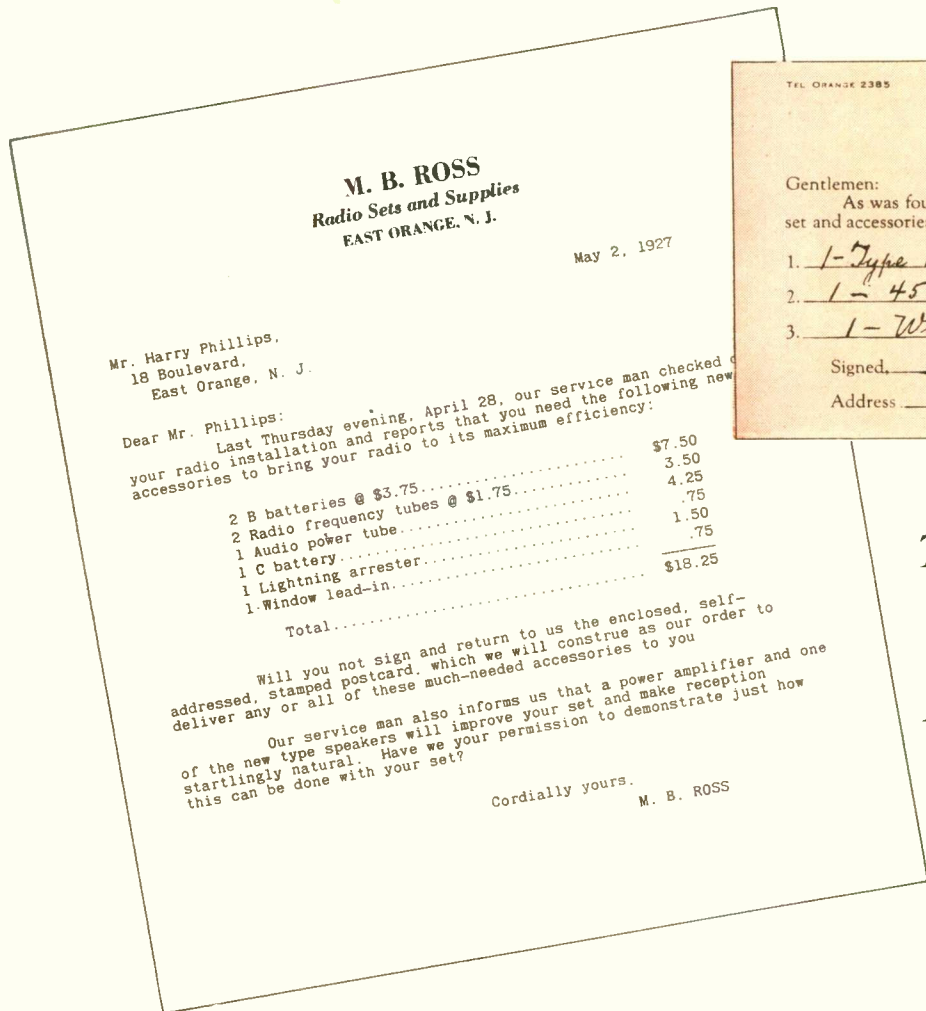 M. B. ROSS
Radio Sets and Supplies
EAST ORANGE, N. J.
May 2, 1927
Mr. Harry Phillips,
18 Boulevard,
East Orange, N. J.
Dear Mr. Phillips:
Last Thursday evening, April 28, our service man checked
your radio installation and reports that you need the following new
accessories to bring your radio to its maximum efficiency:
2 B batteries @ $3.75.......................... $7.50
2 Radio frequency tubes @ $1.75.............. 3.50
1 Audio power tube............................. 4.25
1 C battery.................................... .75
1 Lightning arrester........................... 1.50
1 Window lead-in............................... .75
Total....................................... $18.25
Will you not sign and return to us the enclosed, self-
addressed, stamped postcard, which we will construe as our order to
deliver any or all of these much-needed accessories to you
Our service man also informs us that a power amplifier and one
of the new type speakers will improve your set and make reception
startlingly natural. Have we your permission to demonstrate just how
this can be done with your set?
Cordially yours.
M. B. ROSS
TEL ORANGE 2385
Gentlemen:
As was
set and
1. 1-Type
2. 1 - 45
3. 1 -
Signed,
Address